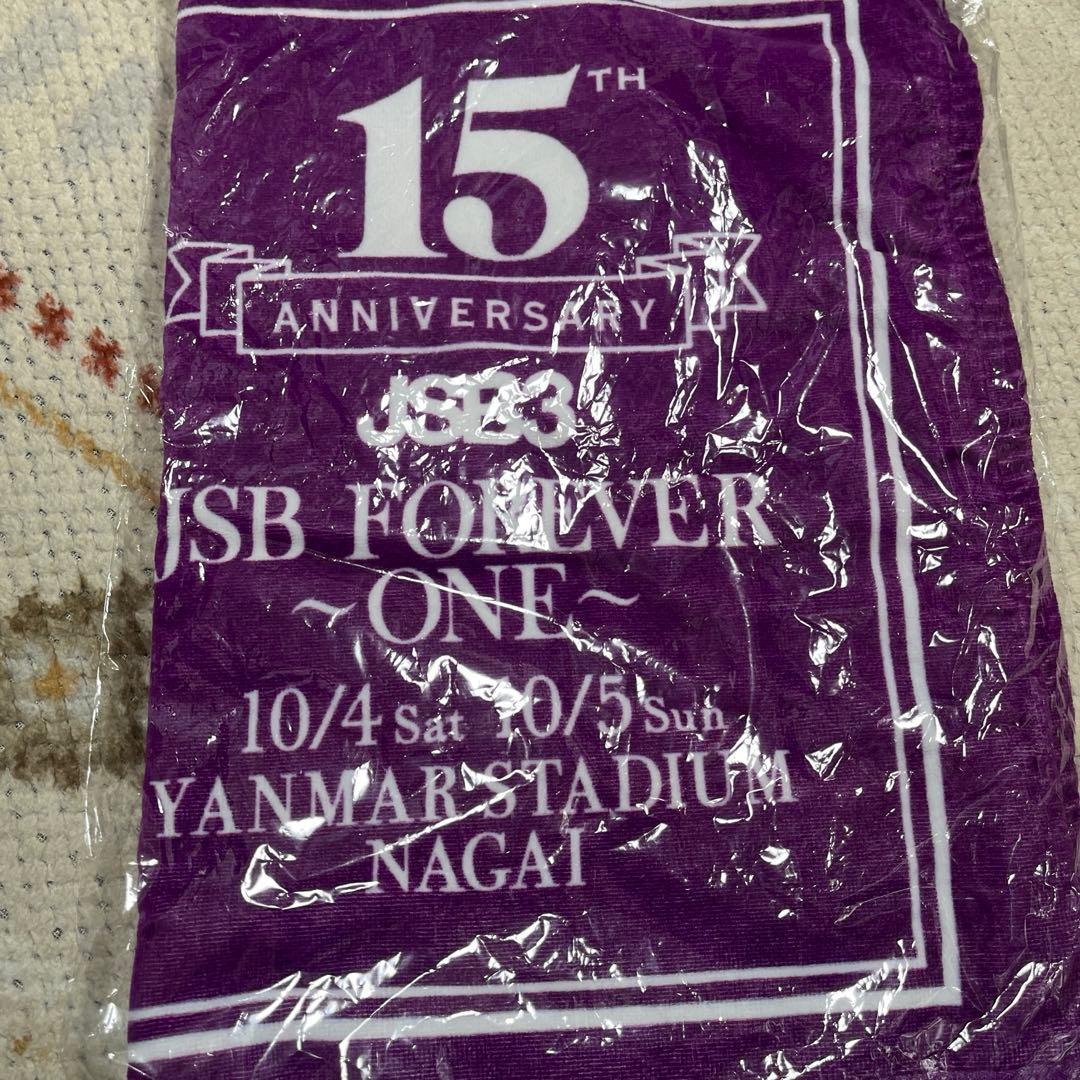 15TH
ANNIVERSARY
JSB3
JSB FOREVER
~ONE~
10/4 Sat 10/5 Sun
YANMAR STADIUM
NAGAI